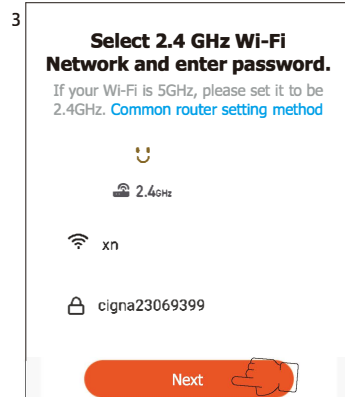 3
Select 2.4 GHz Wi-Fi
Network and enter password.
If your Wi-Fi is 5GHz, please set it to be
2.4GHz. Common router setting method
2.4GHz
xn
cigna23069399
Next